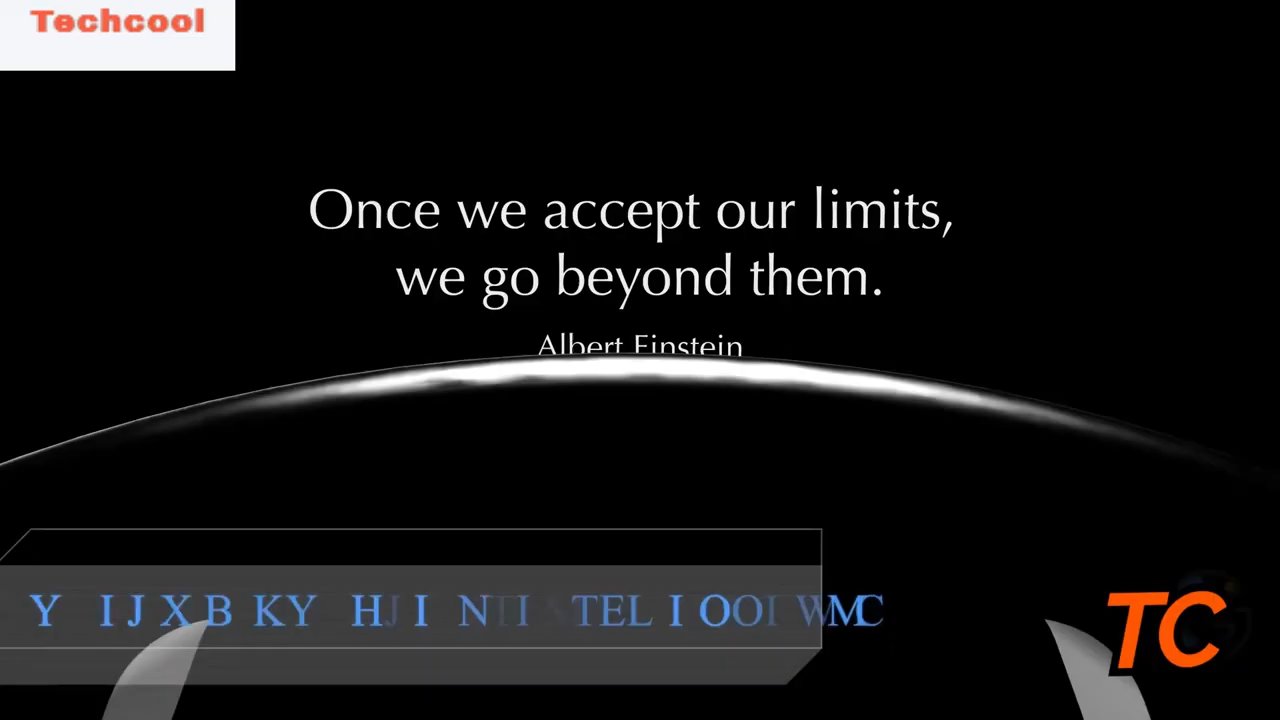 Techcool
Once we accept our limits,
we go beyond them.
Albert Einstein
TC